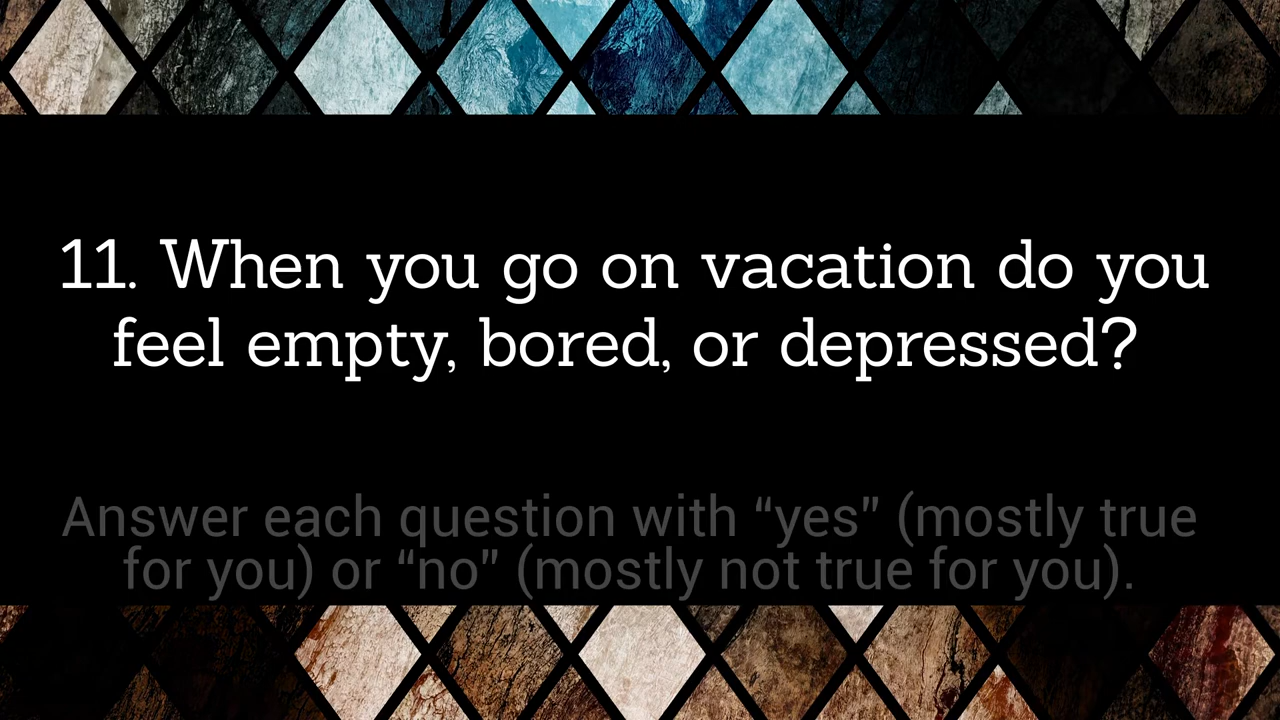 11. When you go on vacation do you
feel empty, bored, or depressed?
Answer each question with “yes” (mostly true
for you) or “no” (mostly not true for you).